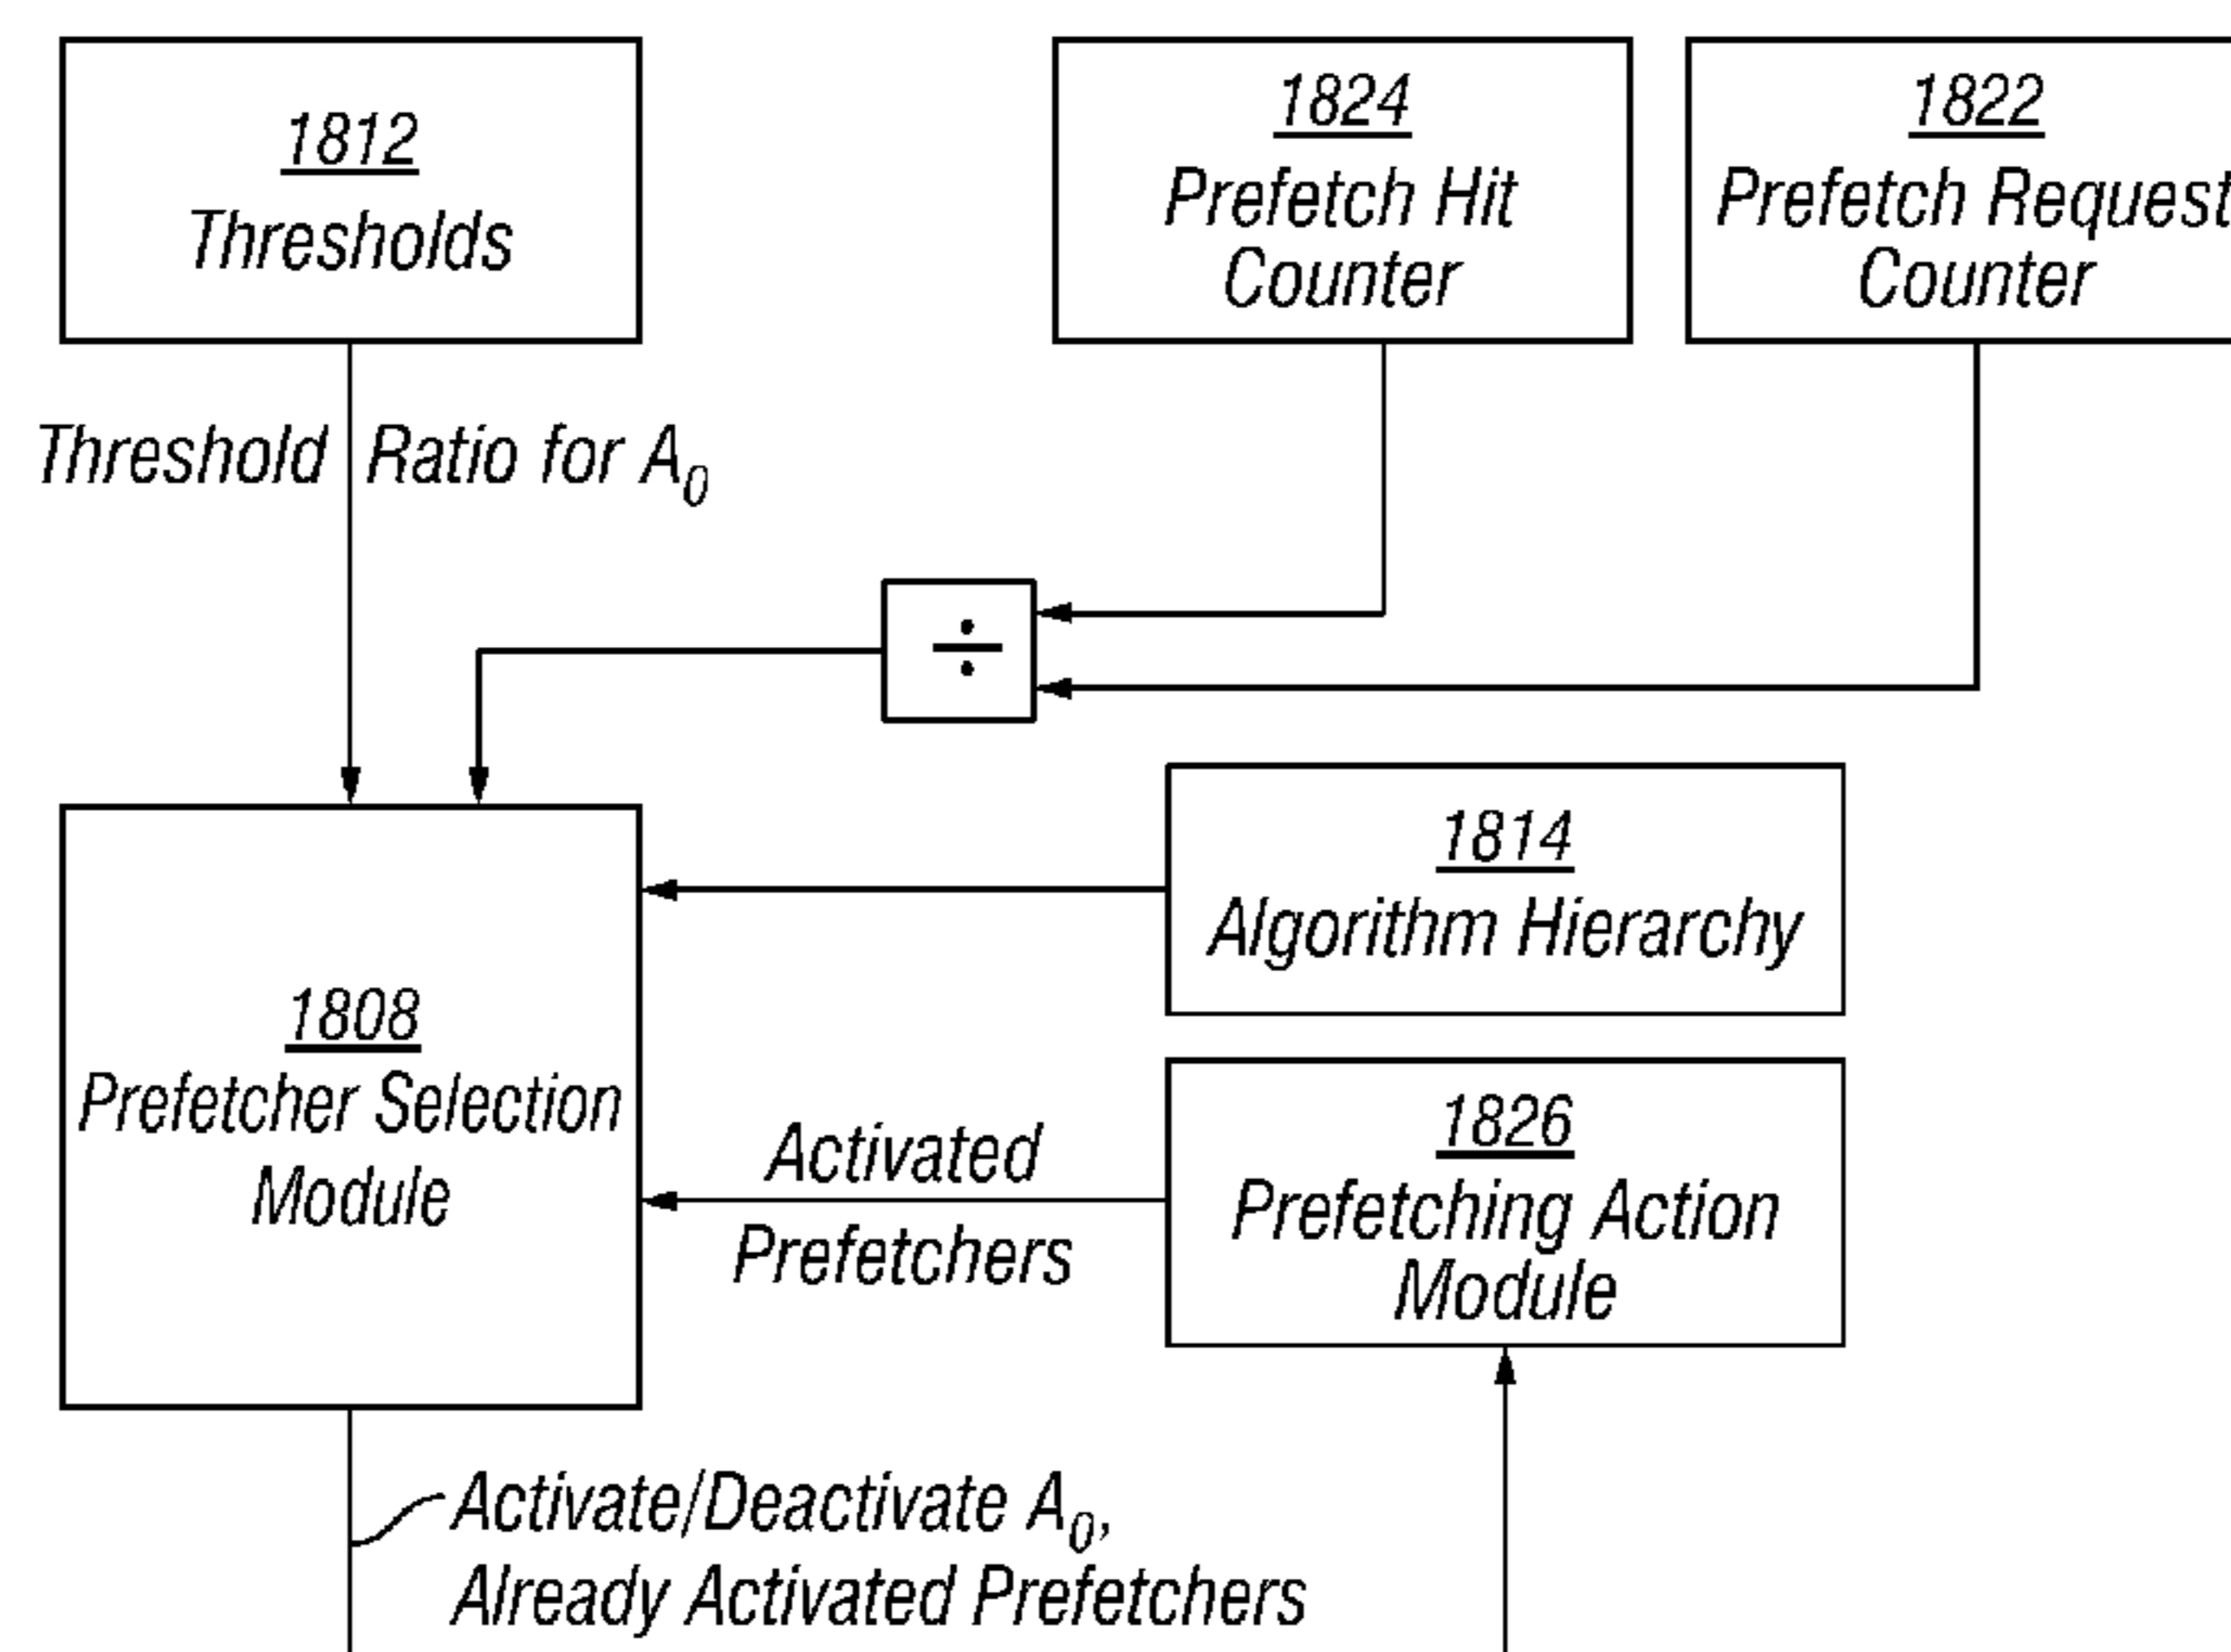 1812
Thresholds
1824
Prefetch Hit
Counter
1822
Prefetch Request
Counter
Threshold Ratio for A₀
÷
1814
Algorithm Hierarchy
1808
Prefetcher Selection
Module
Activated
Prefetchers
1826
Prefetching Action
Module
Activate/Deactivate A₀,
Already Activated Prefetchers